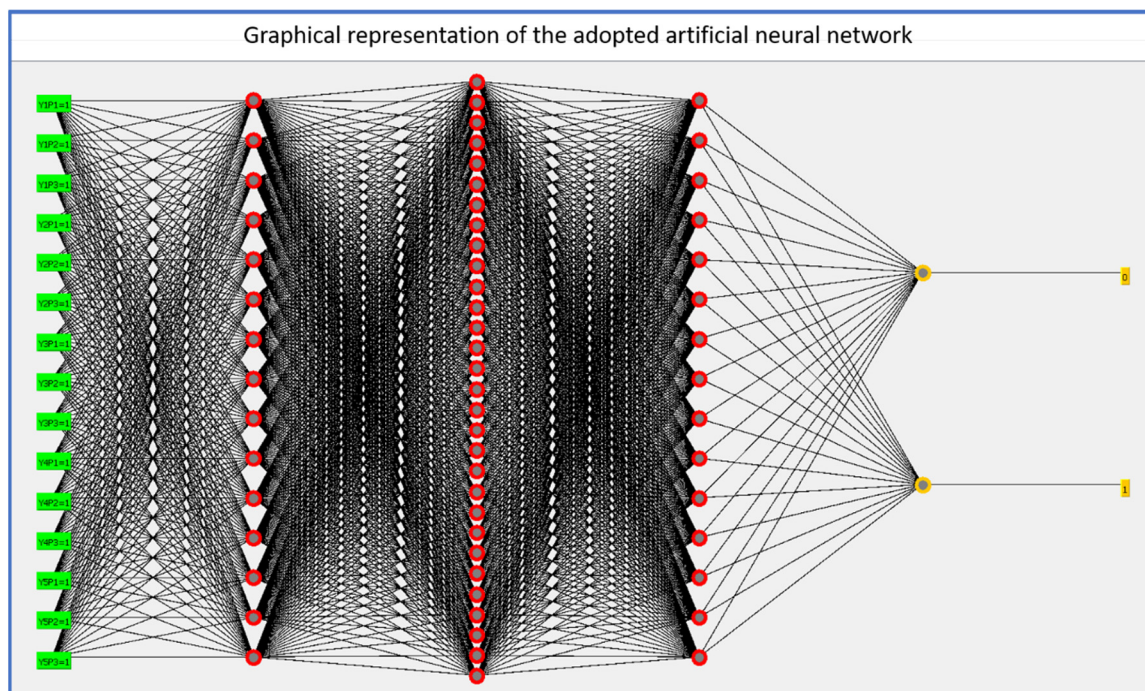 Graphical representation of the adopted artificial neural network
Y1P1=1
Y1P2=1
Y1P3=1
Y2P1=1
Y2P2=1
Y2P3=1
Y3P1=1
Y3P2=1
Y3P3=1
Y4P1=1
Y4P2=1
Y4P3=1
Y5P1=1
Y5P2=1
Y5P3=1
0
1